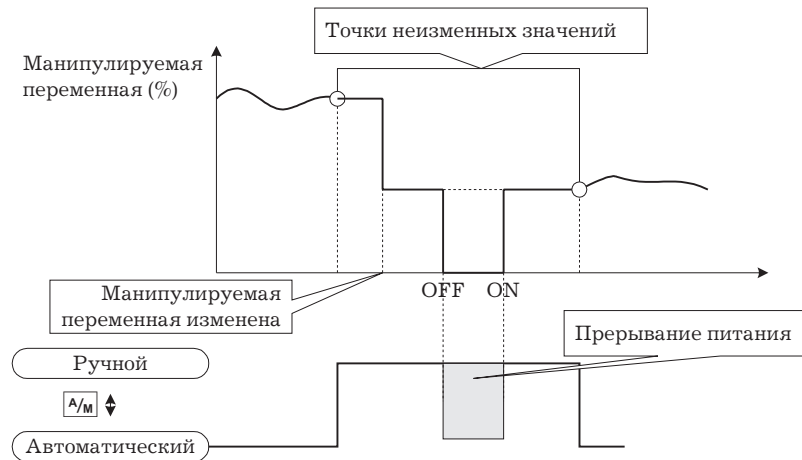 Точки неизменных значений
Манипулируемая
переменная (%)
OFF
ON
Манипулируемая
переменная изменена
Прерывание питания
Ручной
A/M
Автоматический